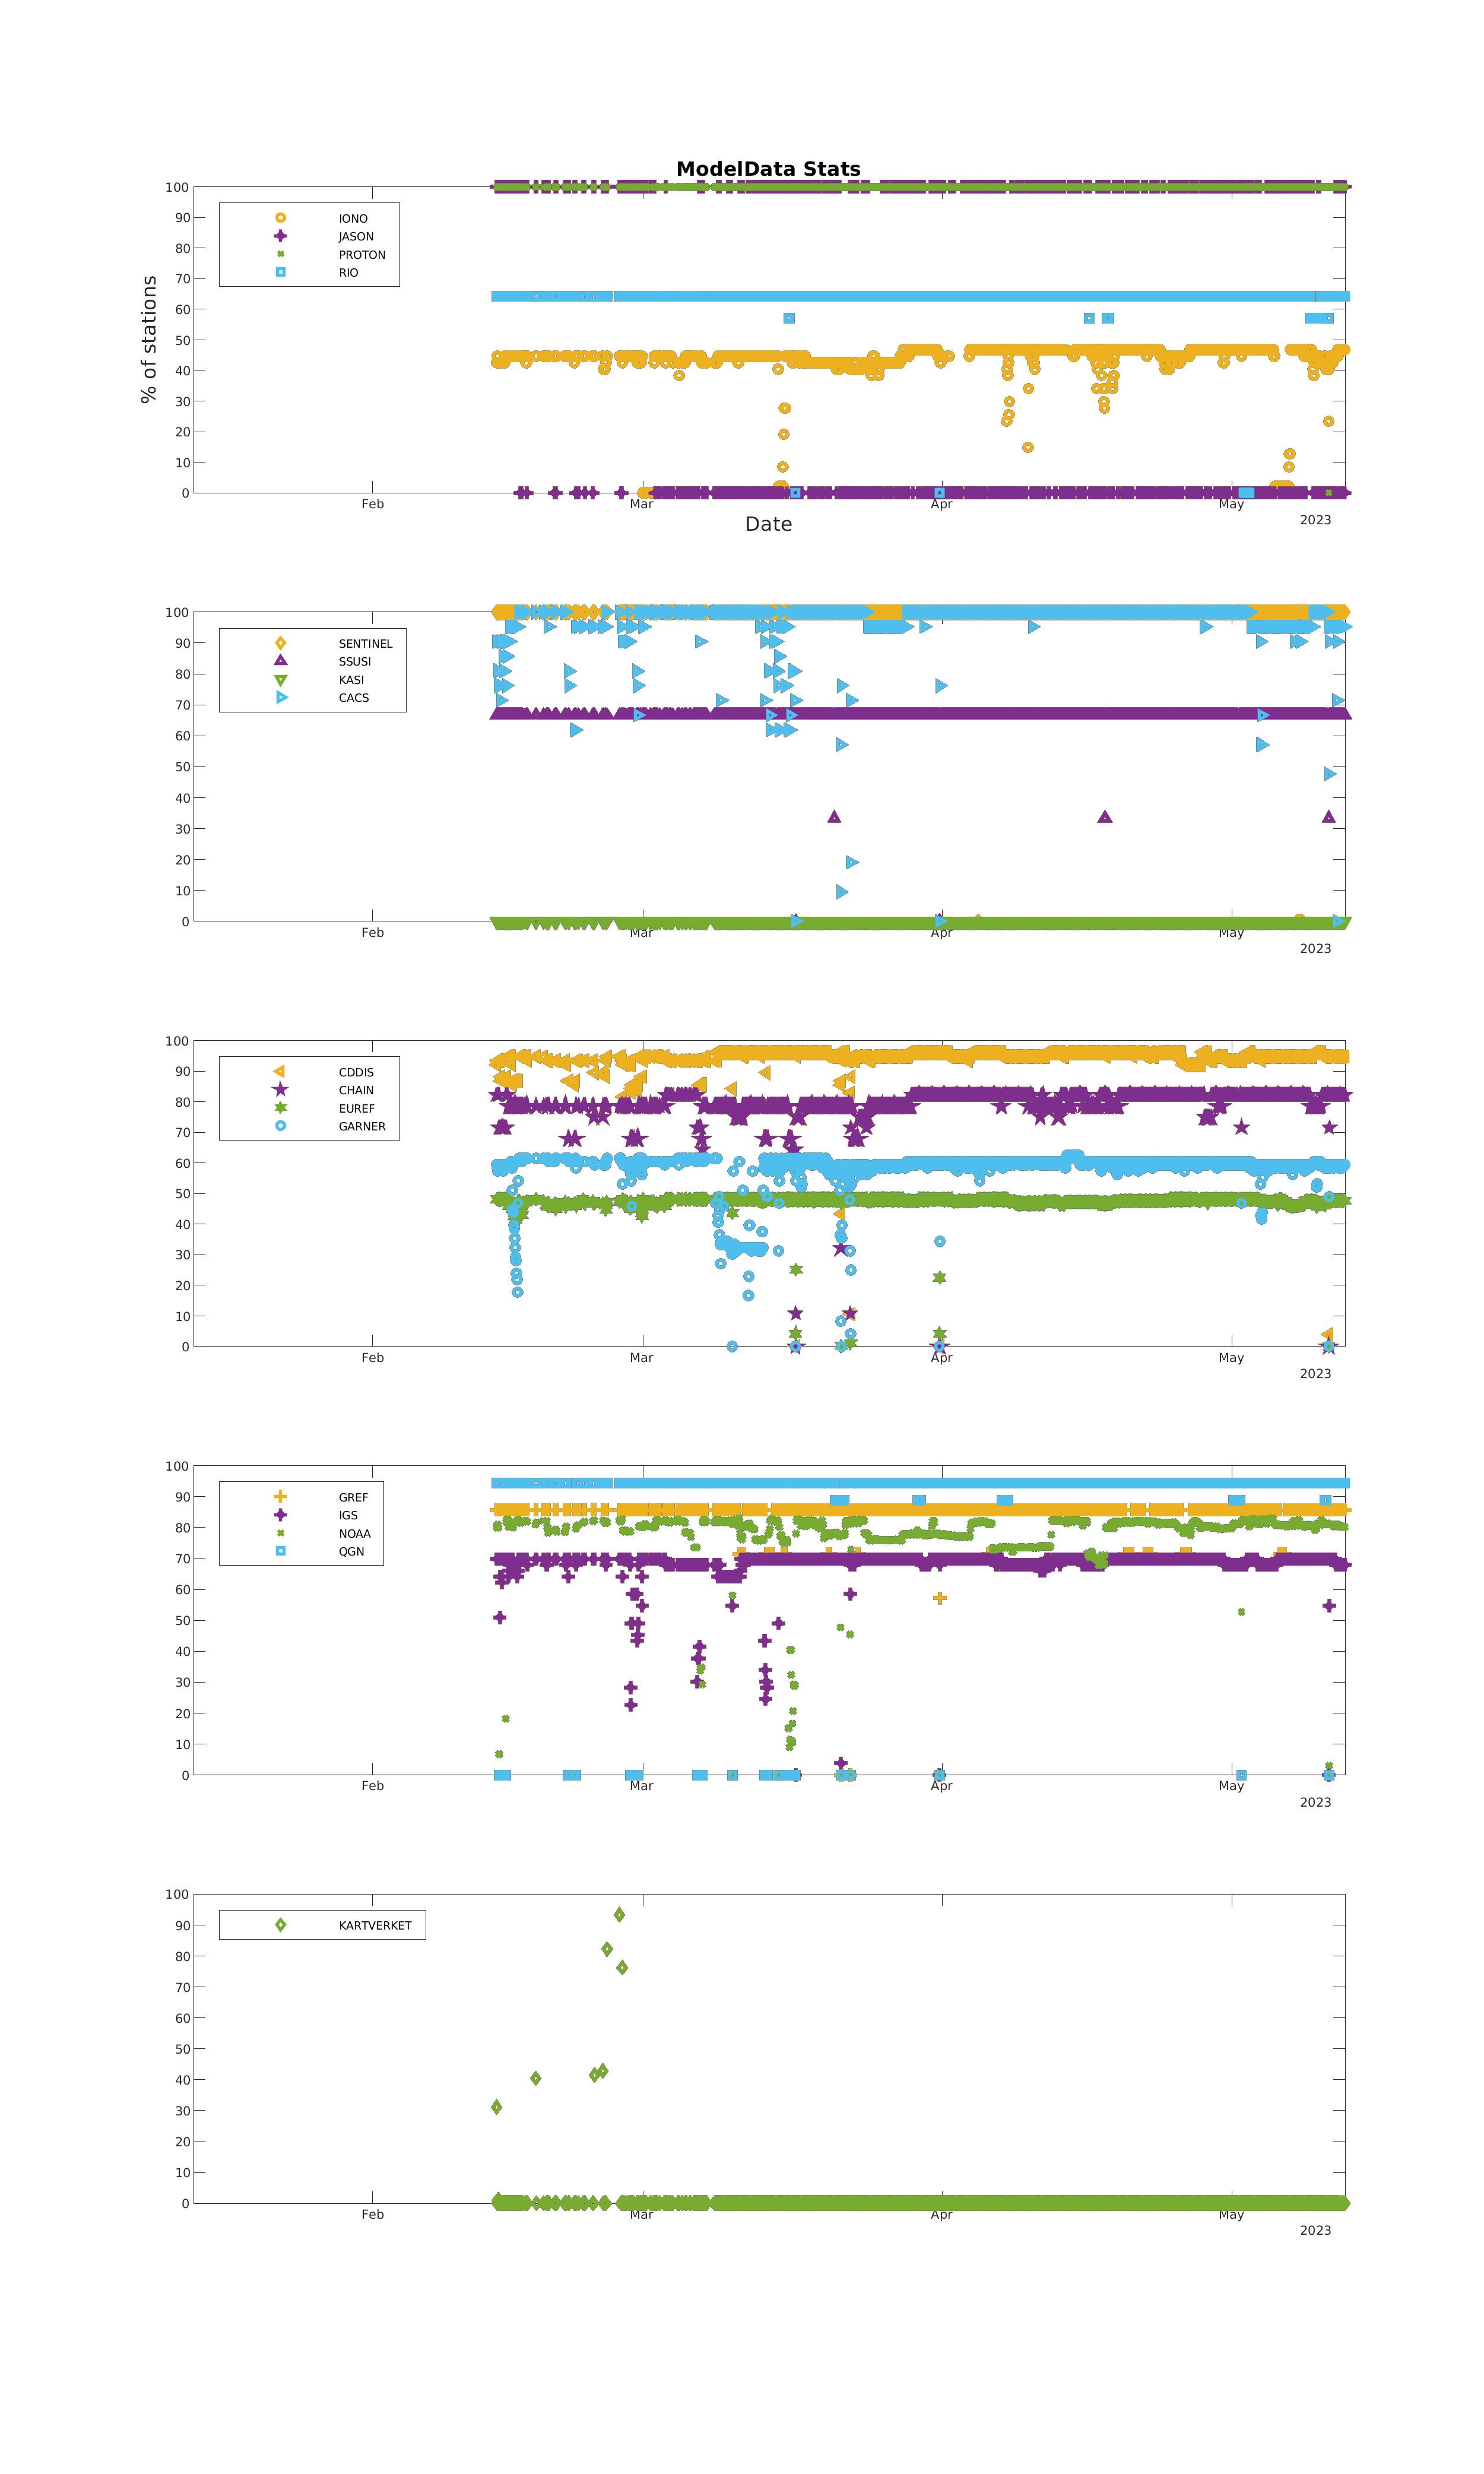 ModelData Stats
100
90
80
70
60
50
40
30
20
10
0
% of stations
IONO
JASON
PROTON
RIO
Feb Mar Apr May
2023
Date
100
90
80
70
60
50
40
30
20
10
0
SENTINEL
SSUSI
KASI
CACS
Feb Mar Apr May
2023
100
90
80
70
60
50
40
30
20
10
0
CDDIS
CHAIN
EUREF
GARNER
Feb Mar Apr May
2023
100
90
80
70
60
50
40
30
20
10
0
GREF
IGS
NOAA
QGN
Feb Mar Apr May
2023
100
90
80
70
60
50
40
30
20
10
0
KARTVERKET
Feb Mar Apr May
2023